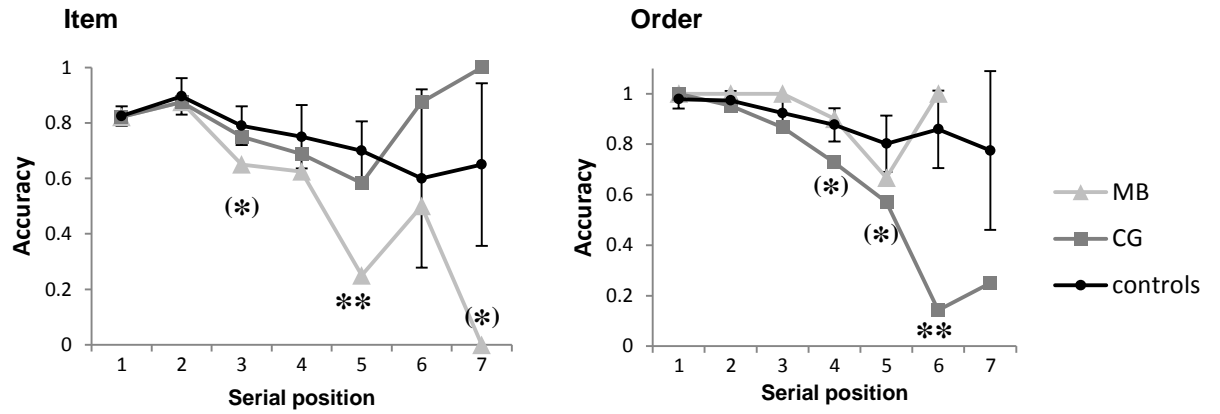 Item
Accuracy
1
0.8
0.6
0.4
0.2
0
(*)
**
(*)
1 2 3 4 5 6 7
Serial position
Order
Accuracy
1
0.8
0.6
0.4
0.2
0
(*)
(*)
**
1 2 3 4 5 6 7
Serial position
MB
CG
controls